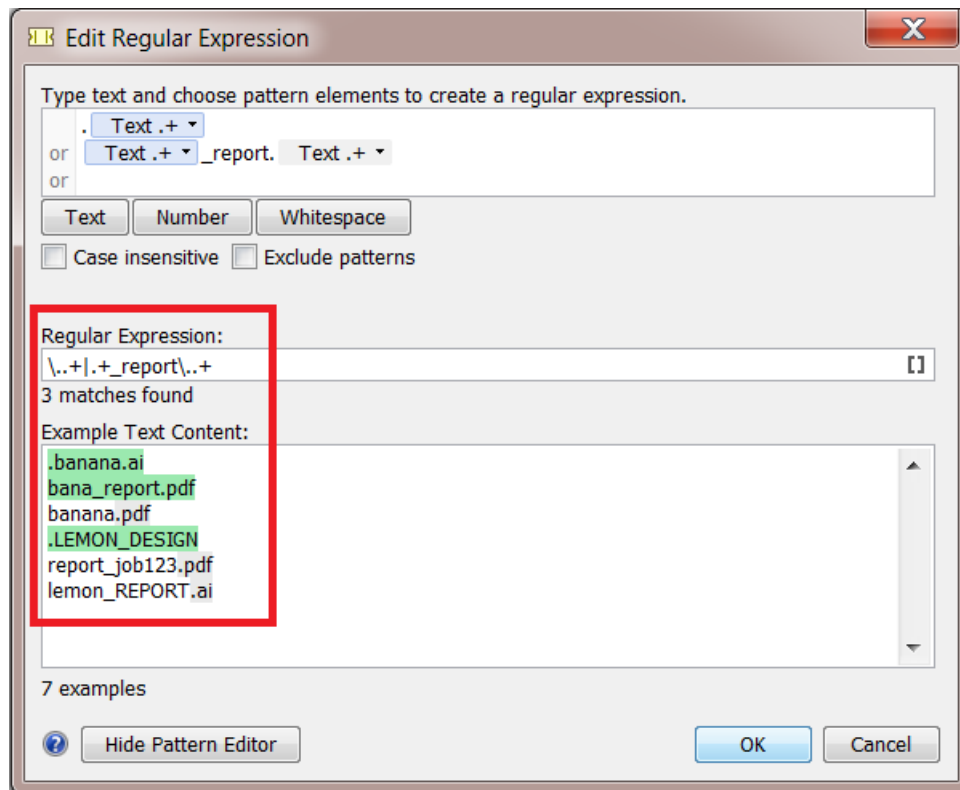 Edit Regular Expression
X
Type text and choose pattern elements to create a regular expression.
. Text .+
or Text .+ _report. Text .+
or
Text Number Whitespace
Case insensitive Exclude patterns
Regular Expression:
\..+|.+_report\..+ []
3 matches found
Example Text Content:
.banana.ai
bana_report.pdf
banana.pdf
.LEMON_DESIGN
report_job123.pdf
lemon_REPORT.ai
7 examples
? Hide Pattern Editor OK Cancel